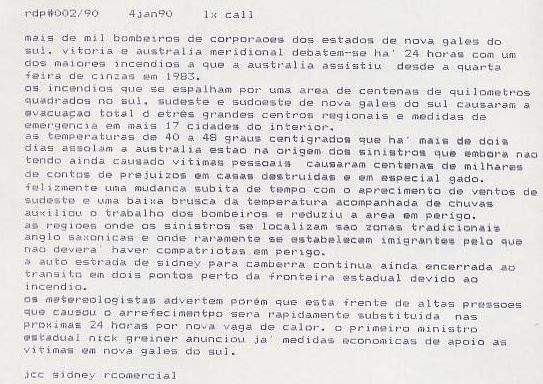 rdp#002/90 4jan90 1x call
mais de mil bombeiros de corporaões dos estados de nova gales do
sul, vitoria e australia meridional debatem-se ha' 24 horas com um
dos maiores incendios a que a australia assistiu desde a quarta
feira de cinzas em 1983.
os incendios que se espalham por uma area de centenas de quilometros
quadrados no sul, sudeste e sudoeste de nova gales do sul causaram a
evacuaçao total d etrês grandes centros regionais e medidas de
emergencia em mais 17 cidades do interior.
as temperaturas de 40 a 48 graus centigrados que ha' mais de dois
dias assolam a australia estao na origem dos sinistros que embora nao
tendo ainda causado vitimas pessoais causaram centenas de milhares
de contos de prejuizos em casas destruidas e em especial gado.
felizmente uma mudanca subita de tempo com o aprecimento de ventos de
sudeste e uma baixa brusca da temperatura acompanhada de chuvas
auxiliou o trabalho dos bombeiros e reduziu a area em perigo.
as regioes onde os sinistros se localizam sao zonas tradicionais
anglo saxonicas e onde raramente se estabelecem imigrantes pelo que
nao devera' haver compatriotas em perigo.
a auto estrada de sidney para camberra continua ainda encerrada ao
transito em dois pontos perto da fronteira estadual devido ao
incendio.
os metereologistas advertem porém que esta frente de altas pressoes
que causou o arrefecimentpo sera rapidamente substituida nas
proximas 24 horas por nova vaga de calor. o primeiro ministro
estadual nick greiner anunciou ja' medidas economicas de apoio as
vitimas em nova gales do sul.
jcc sidney rcomercial